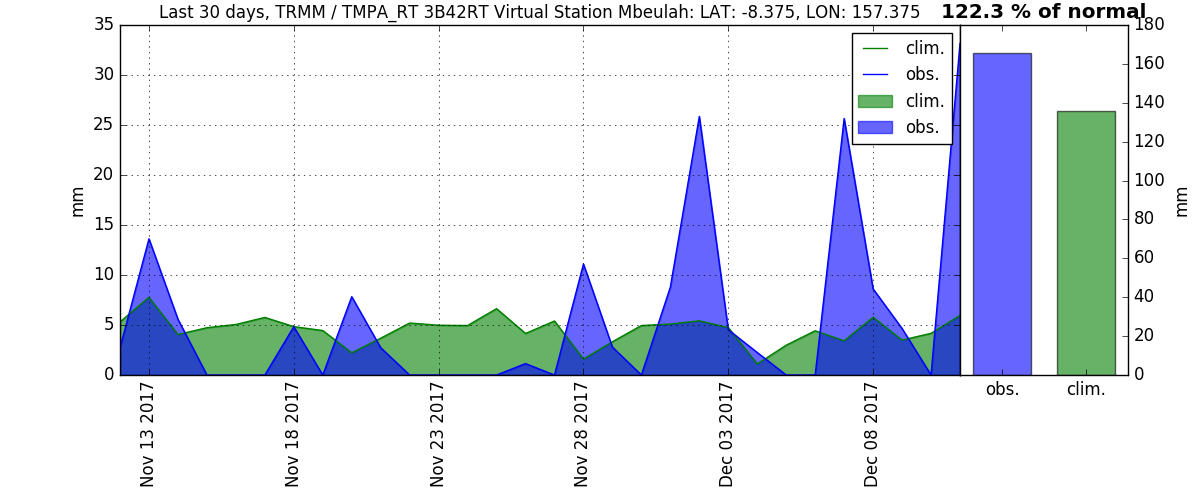 Last 30 days, TRMM / TMPA_RT 3B42RT Virtual Station Mbeulah: LAT: -8.375, LON: 157.375 122.3 % of normal
35
30
25
20
15
10
5
0
mm
clim.
obs.
clim.
obs.
180
160
140
120
100
80
60
40
20
0
mm
Nov 13 2017
Nov 18 2017
Nov 23 2017
Nov 28 2017
Dec 03 2017
Dec 08 2017
obs.
clim.